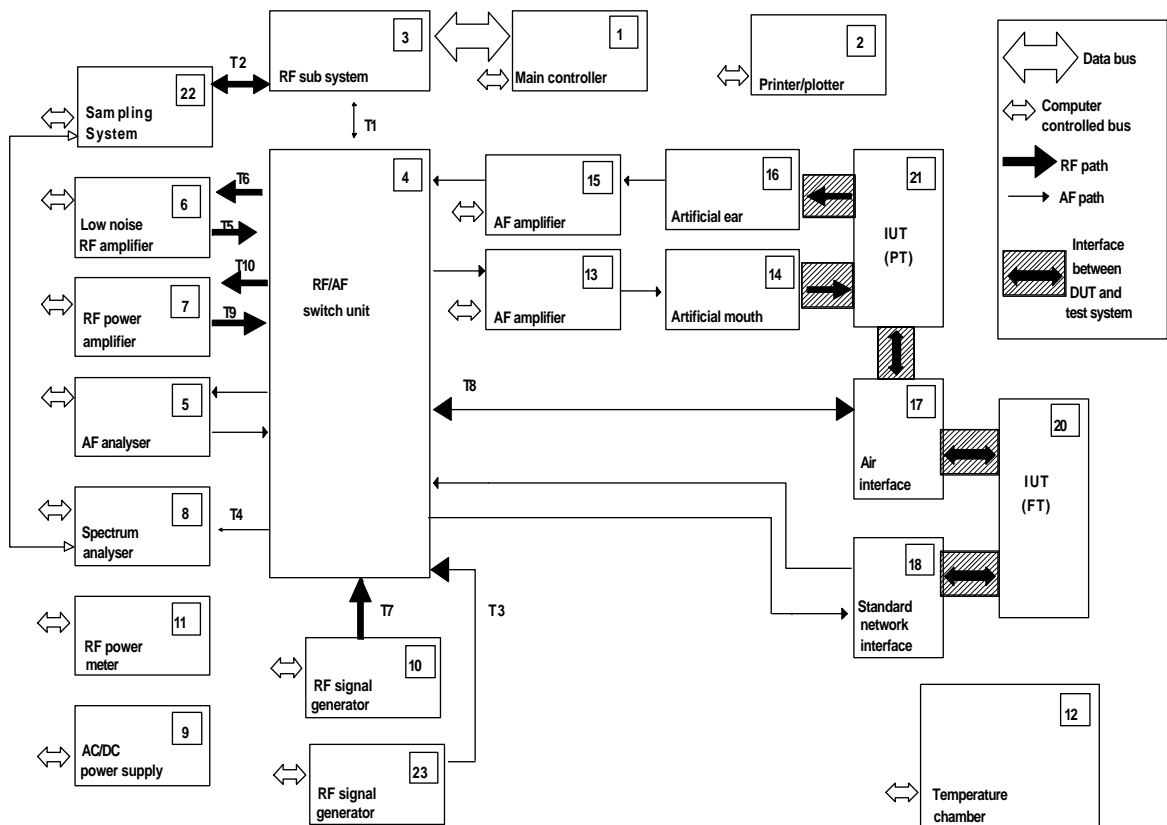 3
RF sub system
1
Main controller
2
Printer/plotter
Data bus
Computer
controlled bus
RF path
AF path
Interface
between
DUT and
test system
T2
22
Sampling
System
T1
4
RF/AF
switch unit
T6
6
Low noise
RF amplifier
T5
T10
7
RF power
amplifier
T9
5
AF analyser
8
Spectrum
analyser
T4
11
RF power
meter
9
AC/DC
power supply
15
AF amplifier
16
Artificial ear
21
IUT
(PT)
13
AF amplifier
14
Artificial mouth
T8
17
Air
interface
20
IUT
(FT)
18
Standard
network
interface
T7
T3
10
RF signal
generator
23
RF signal
generator
12
Temperature
chamber